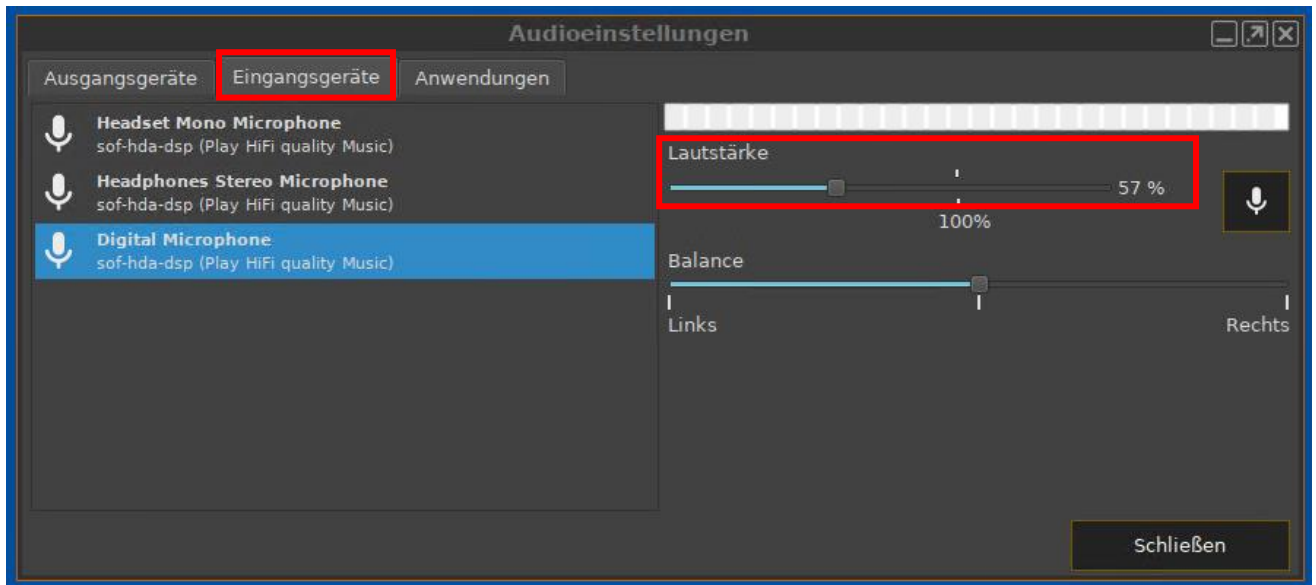 Audioeinstellungen
Ausgangsgeräte Eingangsgeräte Anwendungen
Headset Mono Microphone
sof-hda-dsp (Play HiFi quality Music)
Headphones Stereo Microphone
sof-hda-dsp (Play HiFi quality Music)
Digital Microphone
sof-hda-dsp (Play HiFi quality Music)
Lautstärke
57 %
100%
Balance
Links Rechts
Schließen